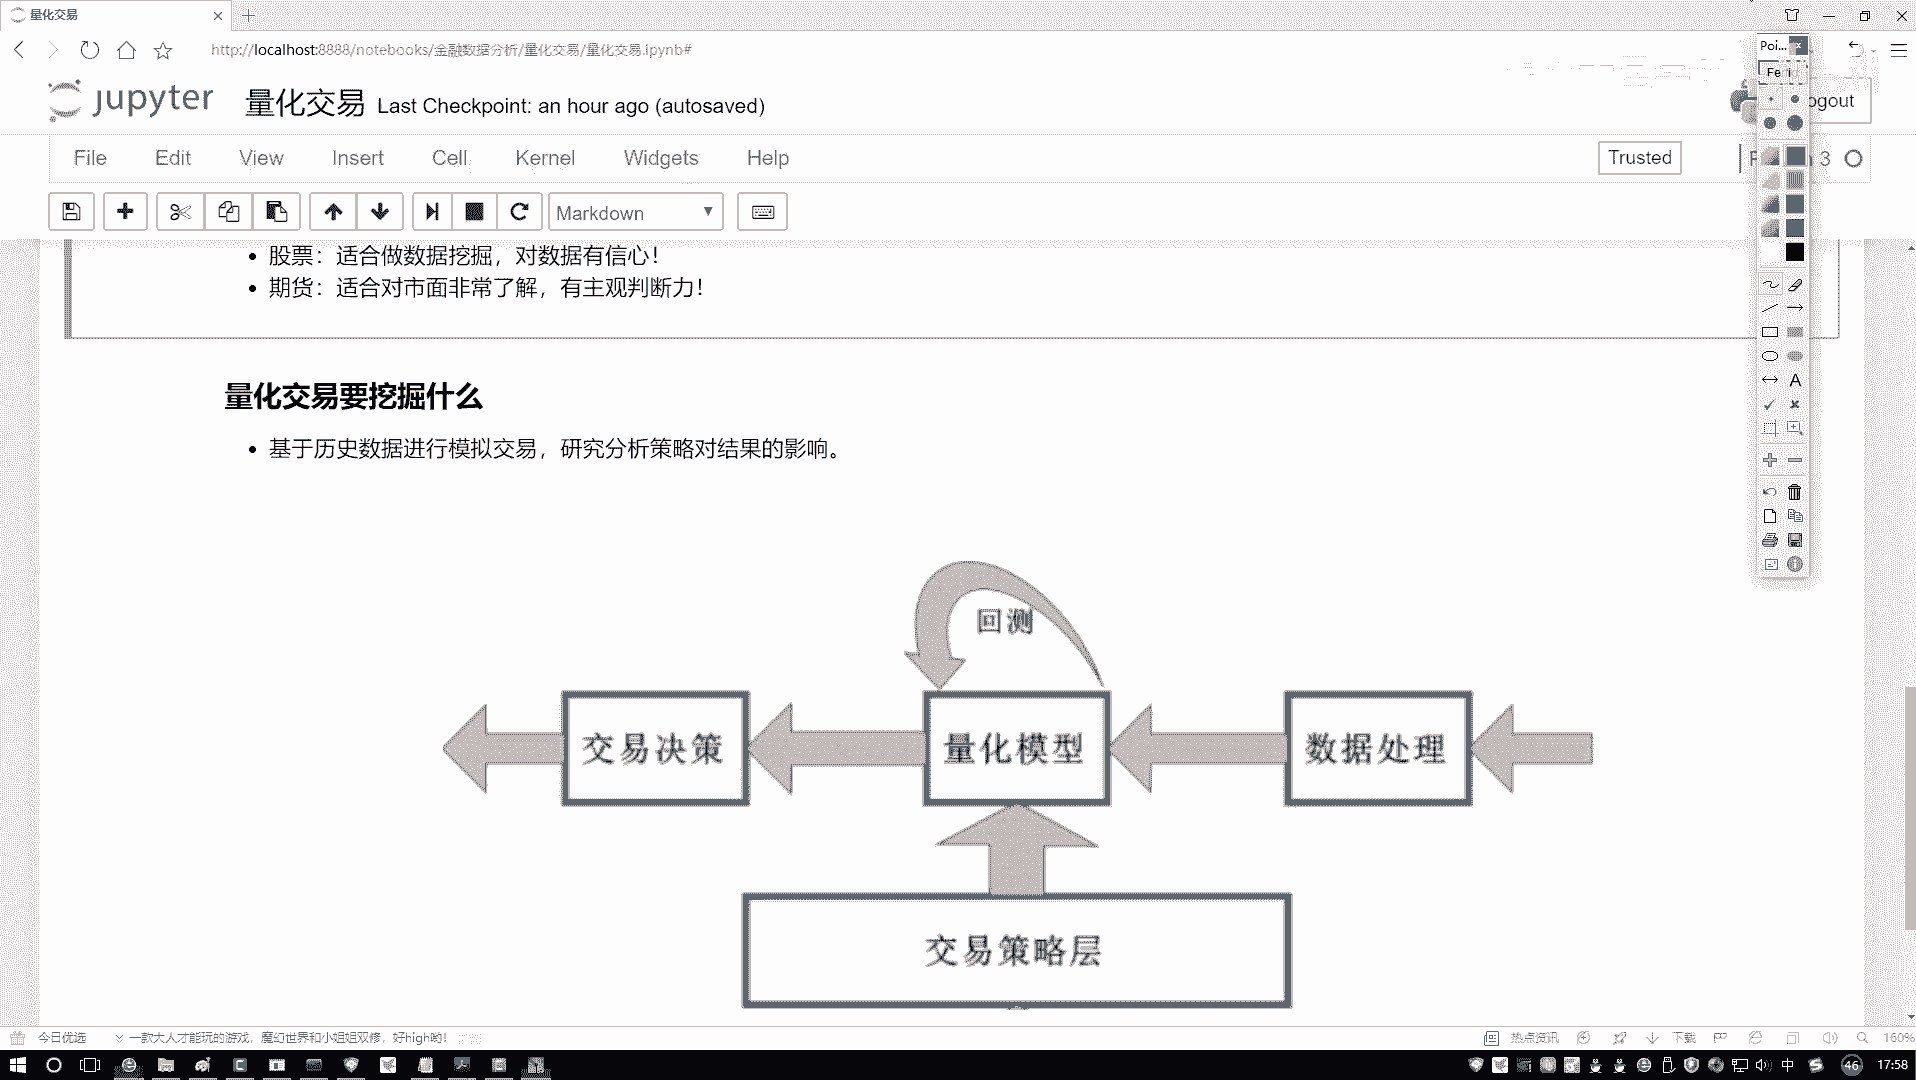 量化交易
http://localhost:8888/notebooks/金融数据分析/量化交易/量化交易.ipynb#
Poi...
jupyter 量化交易 Last Checkpoint: an hour ago (autosaved)
ogout
File Edit View Insert Cell Kernel Widgets Help
Trusted
3
Markdown
股票：适合做数据挖掘，对数据有信心！
期货：适合对市面非常了解，有主观判断力！
量化交易要挖掘什么
基于历史数据进行模拟交易，研究分析策略对结果的影响。
回测
交易决策 量化模型 数据处理
交易策略层
今日优选 一款大人才能玩的游戏，魔幻世界和小姐姐双修，好high哟！
热点资讯 下载 160%
中 46 17:58